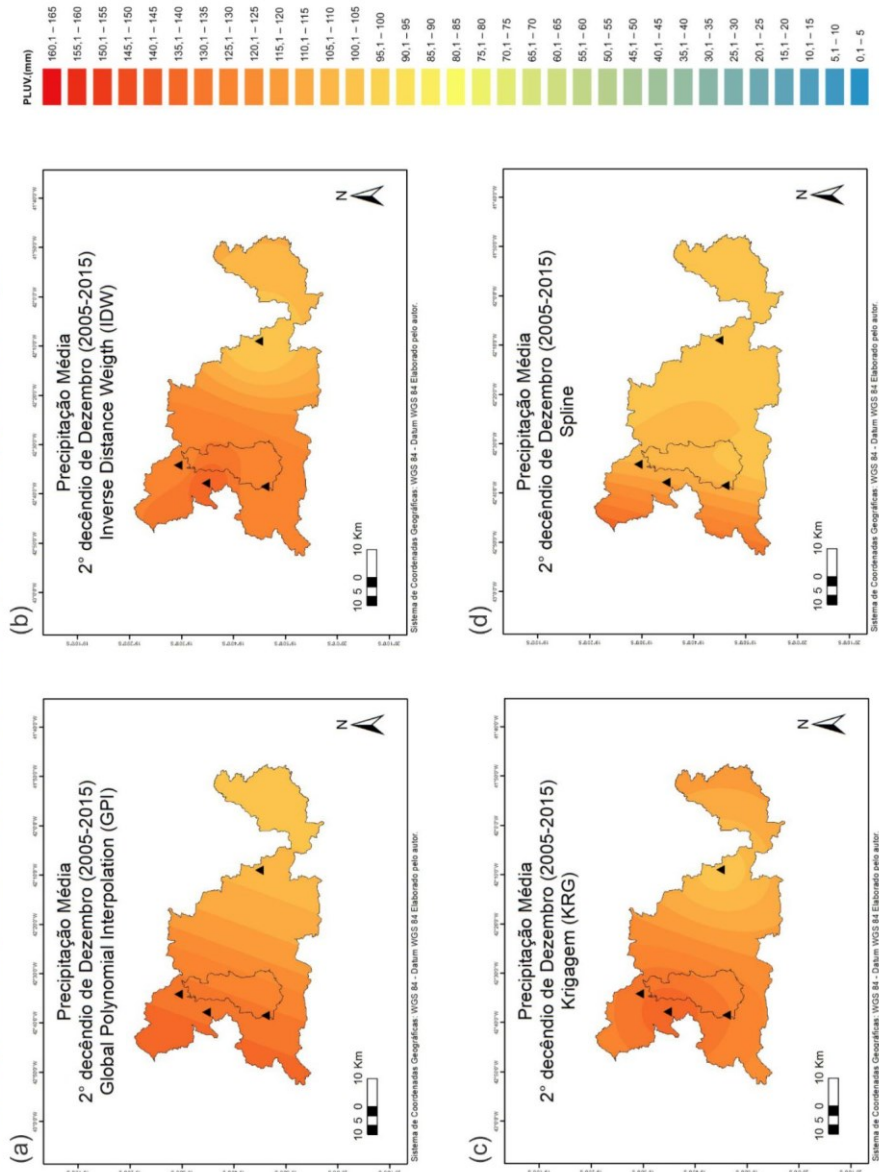 (a)
Precipitação Média
2° decêndio de Dezembro (2005-2015)
Global Polynomial Interpolation (GPI)
N
10 5 0 10 Km
Sistema de Coordenadas Geográficas: WGS 84 - Datum WGS 84 Elaborado pelo autor.
(b)
Precipitação Média
2° decêndio de Dezembro (2005-2015)
Inverse Distance Weigth (IDW)
N
10 5 0 10 Km
Sistema de Coordenadas Geográficas: WGS 84 - Datum WGS 84 Elaborado pelo autor.
(c)
Precipitação Média
2° decêndio de Dezembro (2005-2015)
Krigagem (KRG)
N
10 5 0 10 Km
Sistema de Coordenadas Geográficas: WGS 84 - Datum WGS 84 Elaborado pelo autor.
(d)
Precipitação Média
2° decêndio de Dezembro (2005-2015)
Spline
N
10 5 0 10 Km
Sistema de Coordenadas Geográficas: WGS 84 - Datum WGS 84 Elaborado pelo autor.
PLUV.(mm)
160,1 – 165
155,1 – 160
150,1 – 155
145,1 – 150
140,1 – 145
135,1 – 140
130,1 – 135
125,1 – 130
120,1 – 125
115,1 – 120
110,1 – 115
105,1 – 110
100,1 – 105
95,1 – 100
90,1 – 95
85,1 – 90
80,1 – 85
75,1 – 80
70,1 – 75
65,1 – 70
60,1 – 65
55,1 – 60
50,1 – 55
45,1 – 50
40,1 – 45
35,1 – 40
30,1 – 35
25,1 – 30
20,1 – 25
15,1 – 20
10,1 – 15
5,1 – 10
0,1 – 5